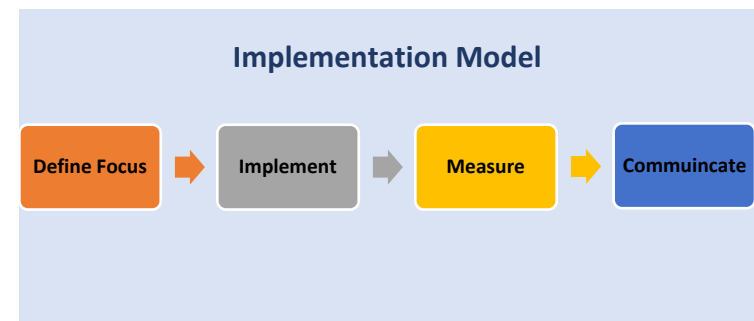 Implementation Model
Define Focus
Implement
Measure
Commuincate